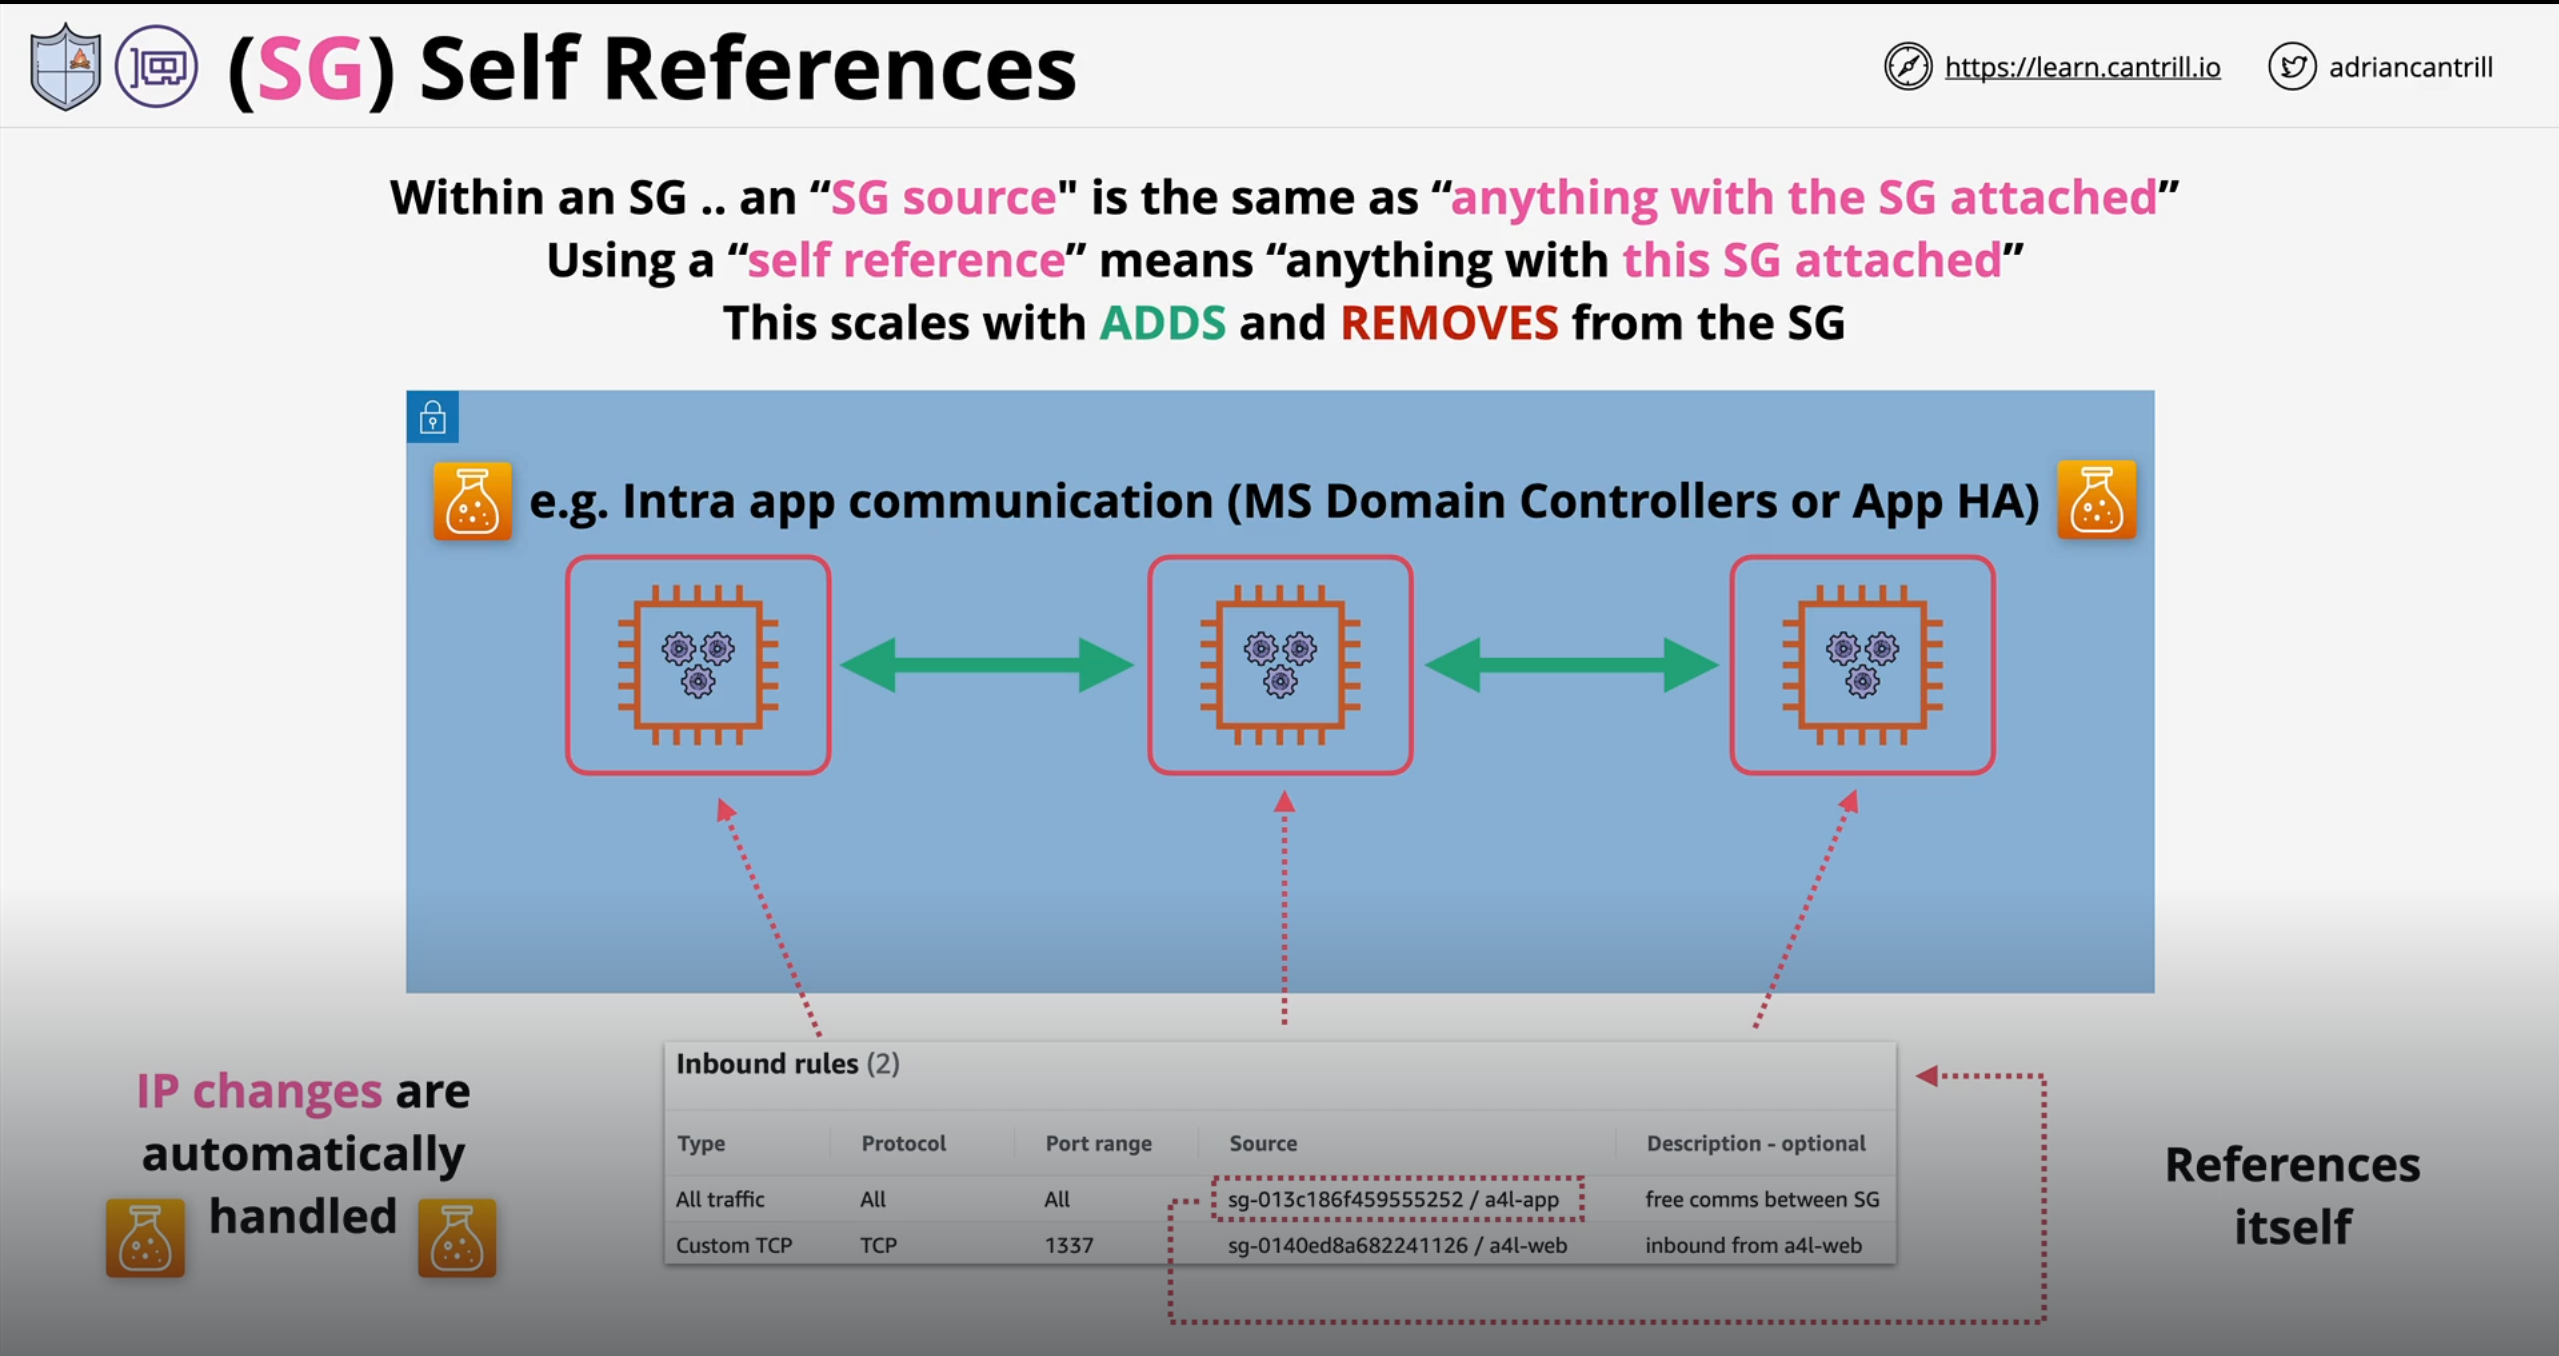 (SG) Self References
https://learn.cantrill.io
adriancantrill
Within an SG .. an “SG source" is the same as “anything with the SG attached”
Using a “self reference” means “anything with this SG attached”
This scales with ADDS and REMOVES from the SG
e.g. Intra app communication (MS Domain Controllers or App HA)
IP changes are
automatically
handled
Inbound rules (2)
Type Protocol Port range Source Description - optional
All traffic All All sg-013c186f459555252 / a4l-app free comms between SG
Custom TCP TCP 1337 sg-0140ed8a682241126 / a4l-web inbound from a4l-web
References
itself